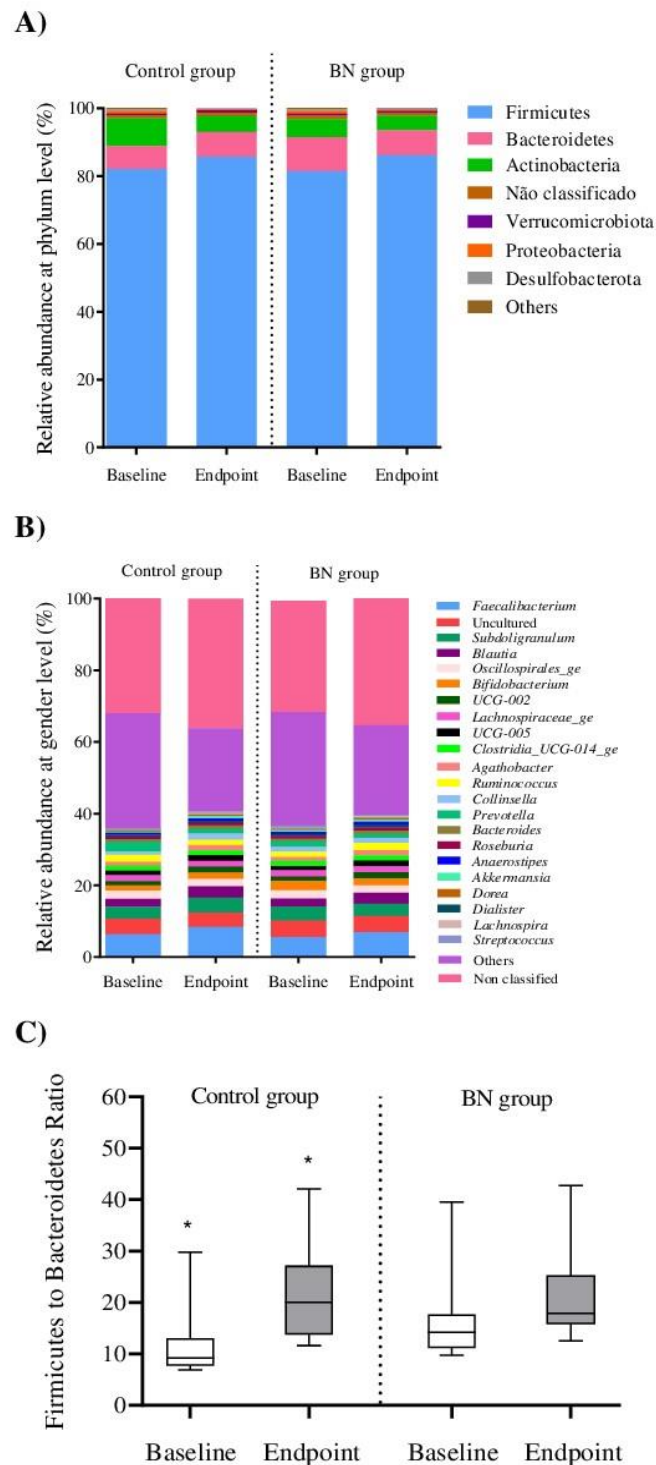 A)
Control group
BN group
Relative abundance at phylum level (%)
100
80
60
40
20
0
Baseline
Endpoint
Baseline
Endpoint
Firmicutes
Bacteroidetes
Actinobacteria
Não classificado
Verrucomicrobiota
Proteobacteria
Desulfobacterota
Others
B)
Control group
BN group
Relative abundance at gender level (%)
100
80
60
40
20
0
Baseline
Endpoint
Baseline
Endpoint
Faecalibacterium
Uncultured
Subdoligranulum
Blautia
Oscillospirales_ge
Bifidobacterium
UCG-002
Lachnospiraceae_ge
UCG-005
Clostridia_UCG-014_ge
Agathobacter
Ruminococcus
Collinsella
Prevotella
Bacteroides
Roseburia
Anaerostipes
Akkermansia
Dorea
Dialister
Lachnospira
Streptococcus
Others
Non classified
C)
Control group
BN group
Firmicutes to Bacteroidetes Ratio
60
50
40
30
20
10
0
*
*
Baseline
Endpoint
Baseline
Endpoint